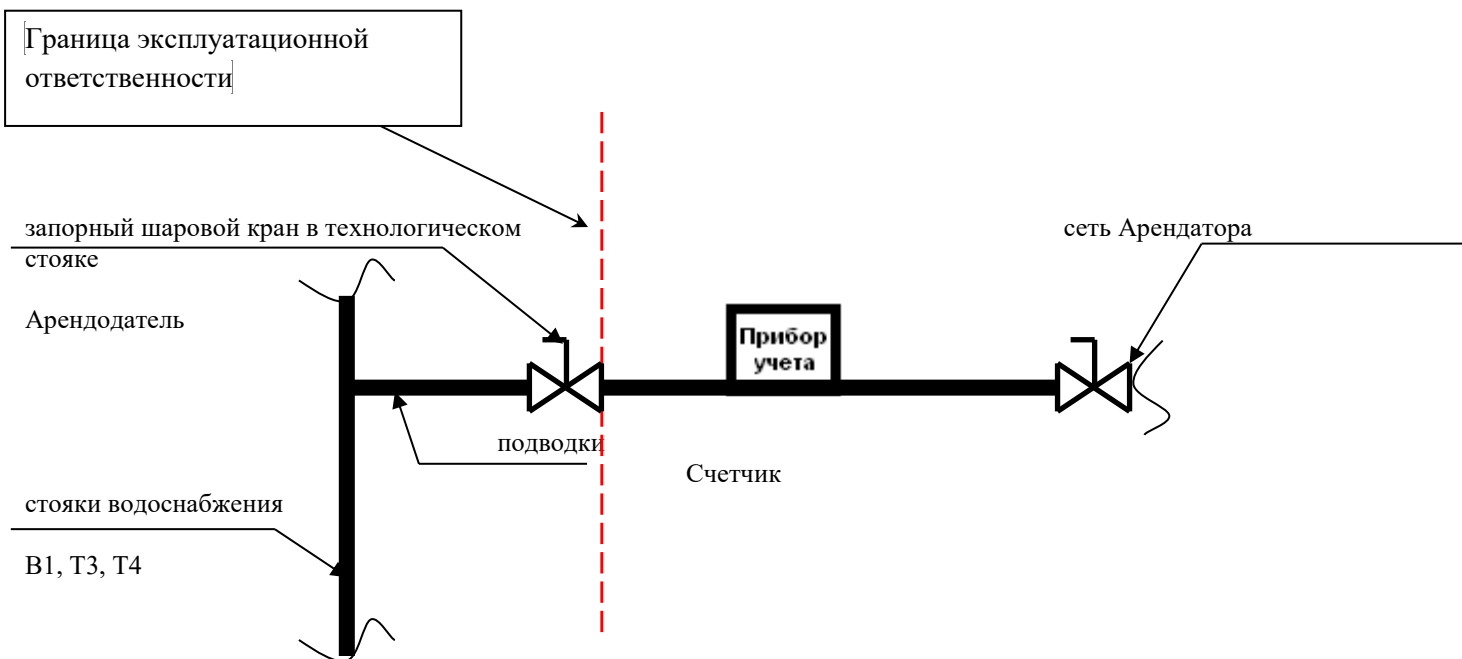 Граница эксплуатационной
ответственности
запорный шаровой кран в технологическом
стояке
сеть Арендатора
Арендодатель
Прибор
учета
подводки
Счетчик
стояки водоснабжения
В1, Т3, Т4